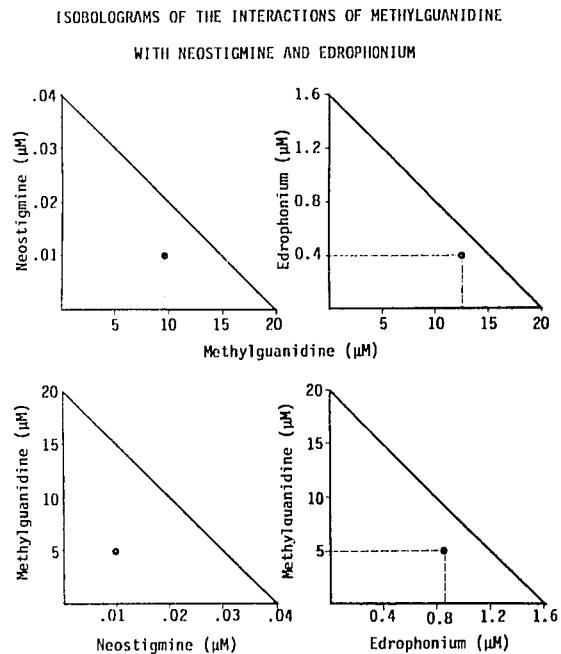 ISOBOLOGRAMS OF THE INTERACTIONS OF METHYLGUANIDINE
WITH NEOSTIGMINE AND EDROPHONIUM
Neostigmine (µM)
.04
.03
.02
.01
5 10 15 20
Edrophonium (µM)
1.6
1.2
0.8
0.4
5 10 15 20
Methylguanidine (µM)
Methylguanidine (µM)
20
15
10
5
.01 .02 .03 .04
Neostigmine (µM)
Methylguanidine (µM)
20
15
10
5
0.4 0.8 1.2 1.6
Edrophonium (µM)